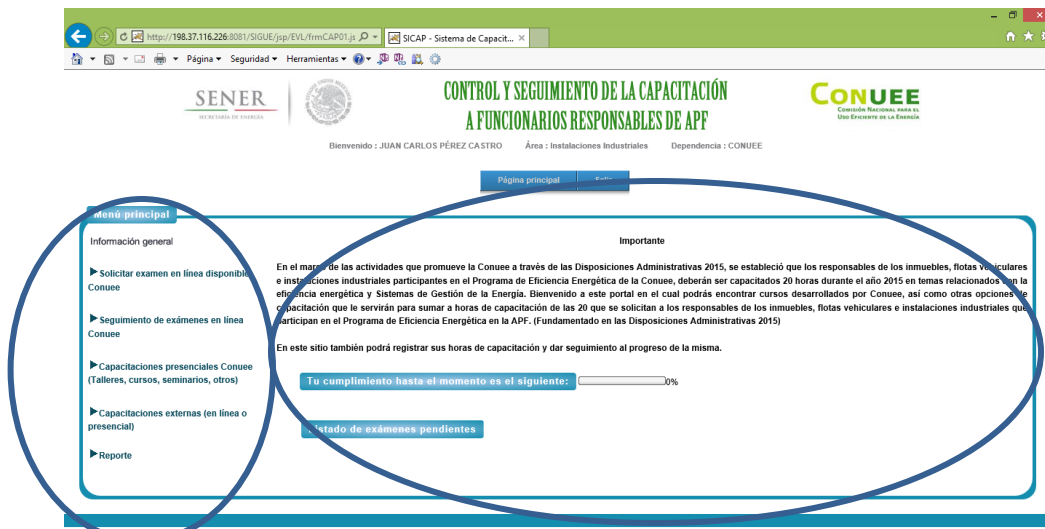 http://198.37.116.226:8081/SIGUE/jsp/EVL/frmCAP01.js
SICAP - Sistema de Capacit...
Página Seguridad Herramientas
SENER
SECRETARÍA DE ENERGÍA
CONTROL Y SEGUIMIENTO DE LA CAPACITACIÓN
A FUNCIONARIOS RESPONSABLES DE APF
CONUEE
COMISIÓN NACIONAL PARA EL
USO EFICIENTE DE LA ENERGÍA
Bienvenido : JUAN CARLOS PÉREZ CASTRO Área : Instalaciones Industriales Dependencia : CONUEE
Página principal Salir
Menú principal
Información general
Solicitar examen en línea disponible
Conuee
Seguimiento de exámenes en línea
Conuee
Capacitaciones presenciales Conuee
(Talleres, cursos, seminarios, otros)
Capacitaciones externas (en línea o
presencial)
Reporte
Importante
En el marco de las actividades que promueve la Conuee a través de las Disposiciones Administrativas 2015, se estableció que los responsables de los inmuebles, flotas vehiculares
e instalaciones industriales participantes en el Programa de Eficiencia Energética de la Conuee, deberán ser capacitados 20 horas durante el año 2015 en temas relacionados con la
eficiencia energética y Sistemas de Gestión de la Energía. Bienvenido a este portal en el cual podrás encontrar cursos desarrollados por Conuee, así como otras opciones de
capacitación que le servirán para sumar a horas de capacitación de las 20 que se solicitan a los responsables de los inmuebles, flotas vehiculares e instalaciones industriales que
participan en el Programa de Eficiencia Energética en la APF. (Fundamentado en las Disposiciones Administrativas 2015)
En este sitio también podrá registrar sus horas de capacitación y dar seguimiento al progreso de la misma.
Tu cumplimiento hasta el momento es el siguiente: 0%
Listado de exámenes pendientes